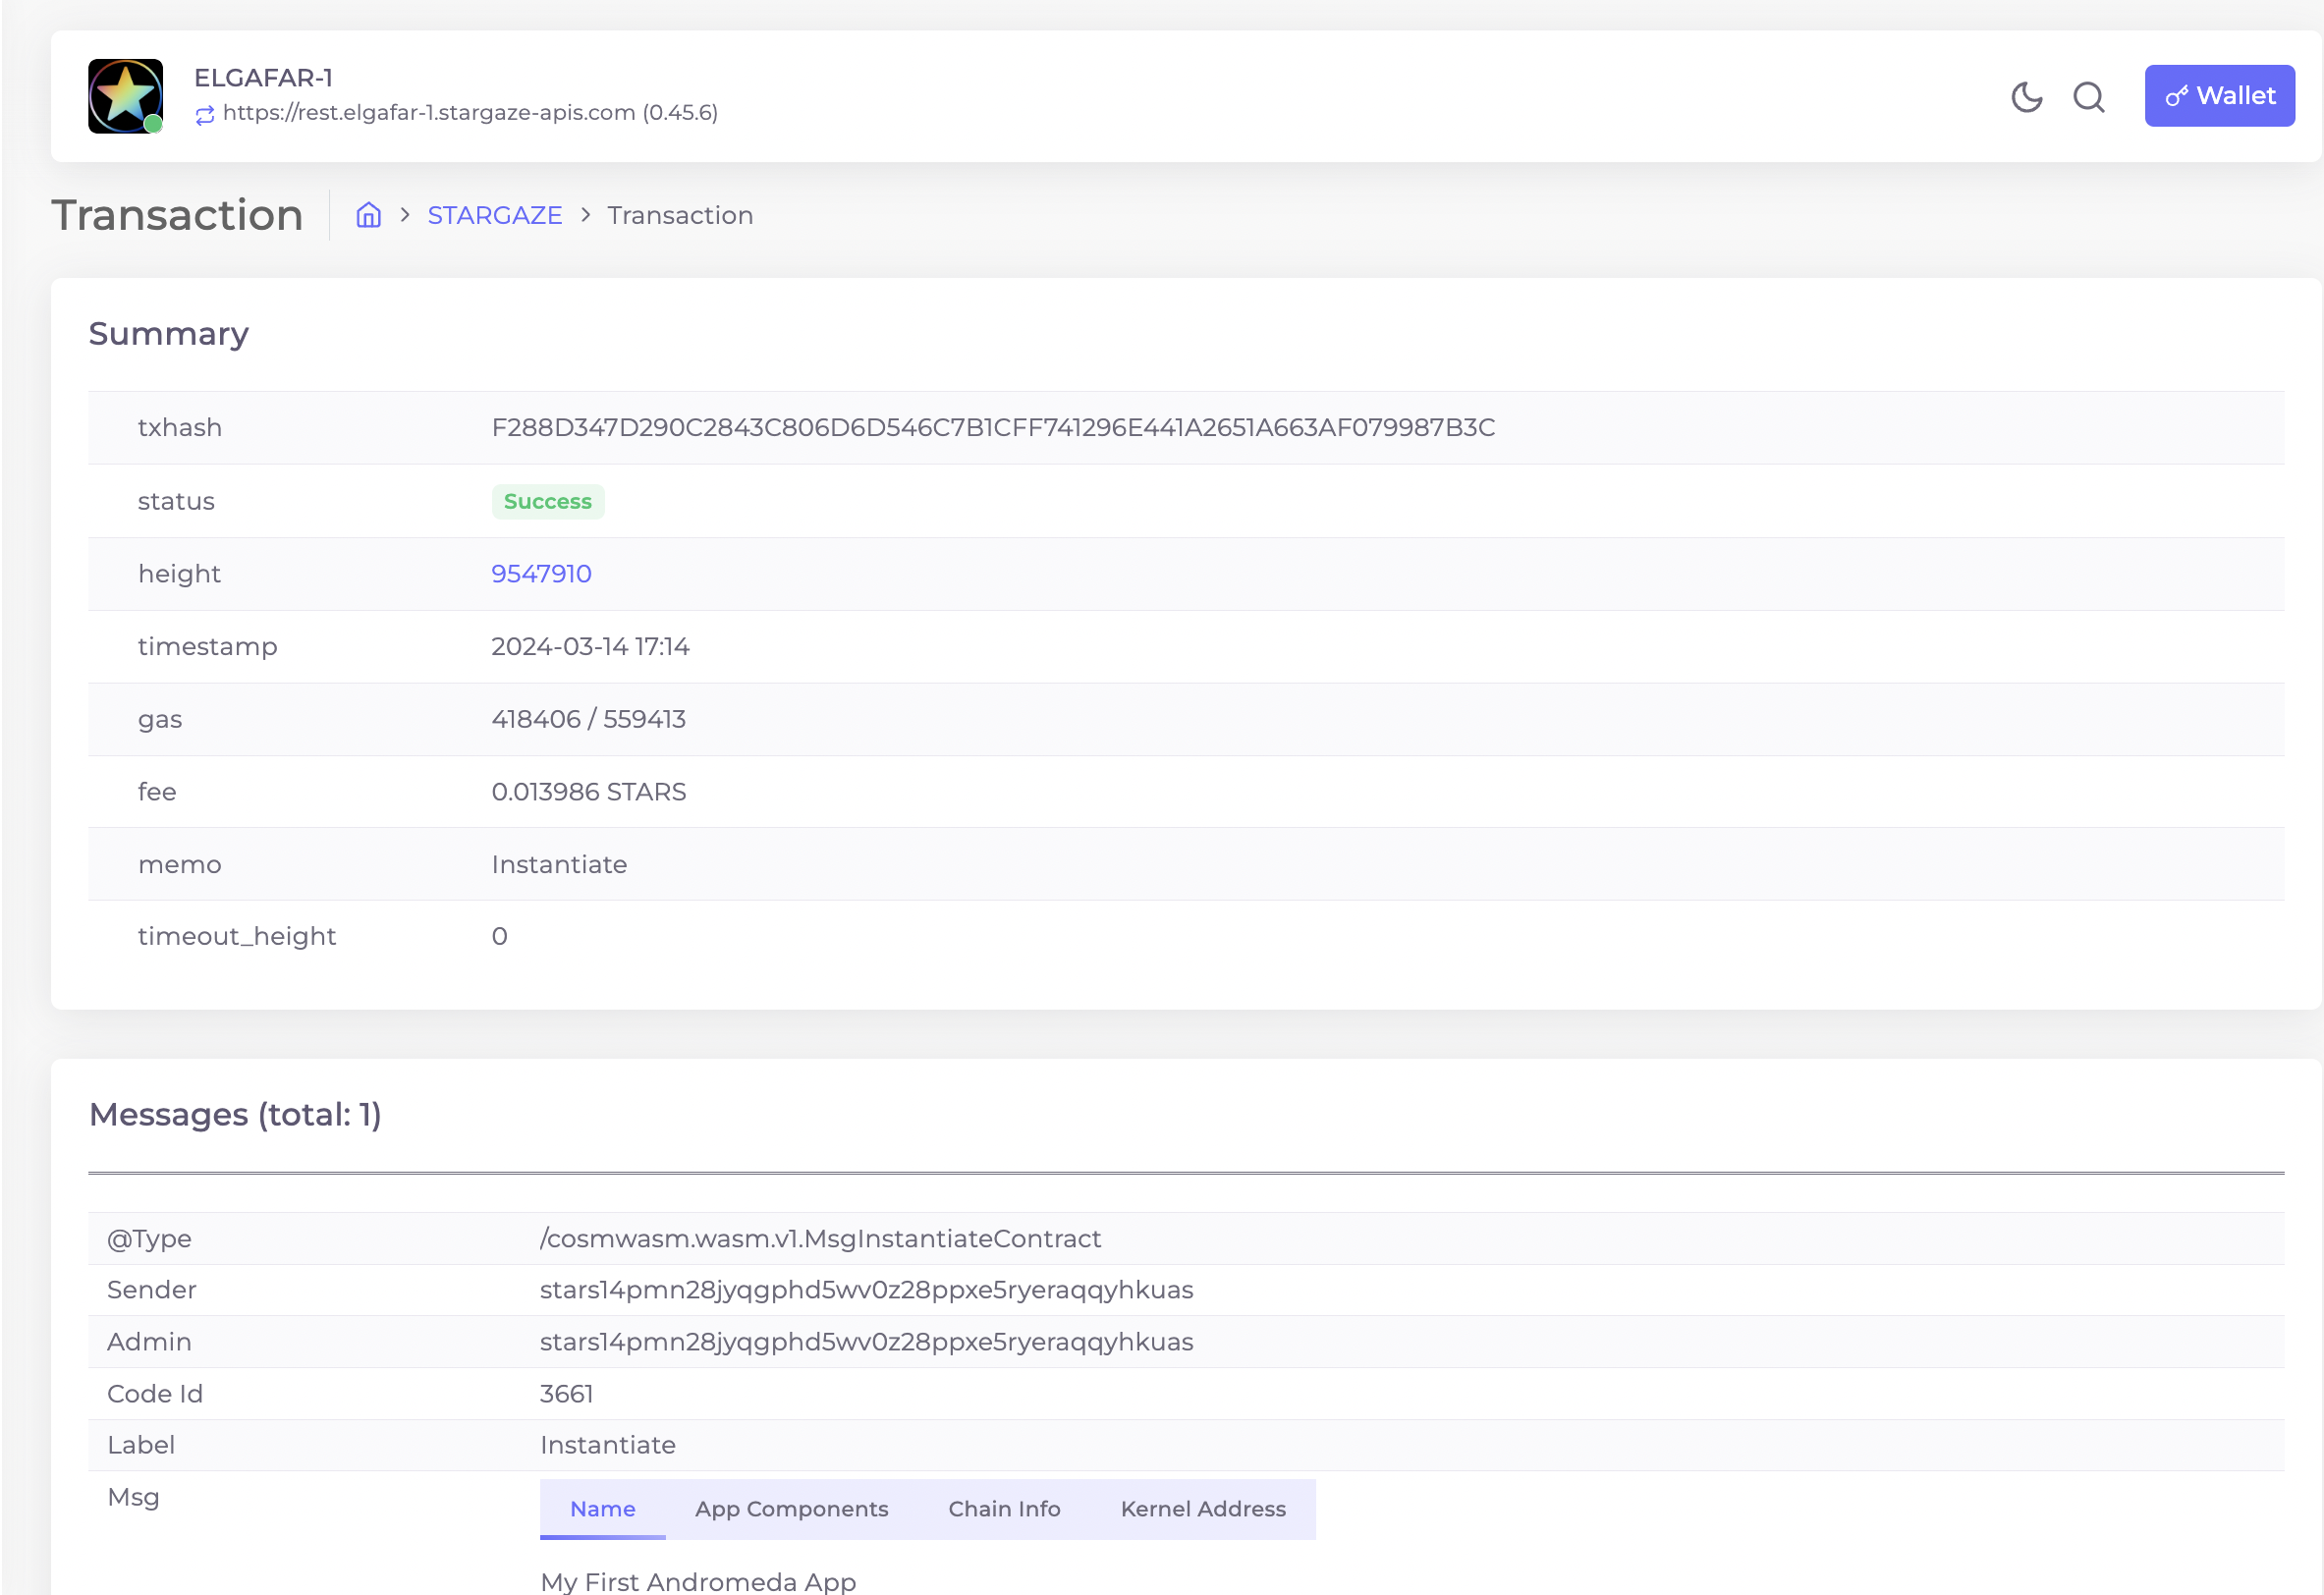 ELGAFAR-1
https://rest.elgafar-1.stargaze-apis.com (0.45.6)
Wallet
Transaction
STARGAZE > Transaction
Summary
txhash F288D347D290C2843C806D6D546C7B1CFF741296E441A2651A663AF079987B3C
status Success
height 9547910
timestamp 2024-03-14 17:14
gas 418406 / 559413
fee 0.013986 STARS
memo Instantiate
timeout_height 0
Messages (total: 1)
@Type /cosmwasm.wasm.v1.MsgInstantiateContract
Sender stars14pmn28jyqgphd5wv0z28ppxe5ryeraqqyhkuas
Admin stars14pmn28jyqgphd5wv0z28ppxe5ryeraqqyhkuas
Code Id 3661
Label Instantiate
Msg Name App Components Chain Info Kernel Address
My First Andromeda App